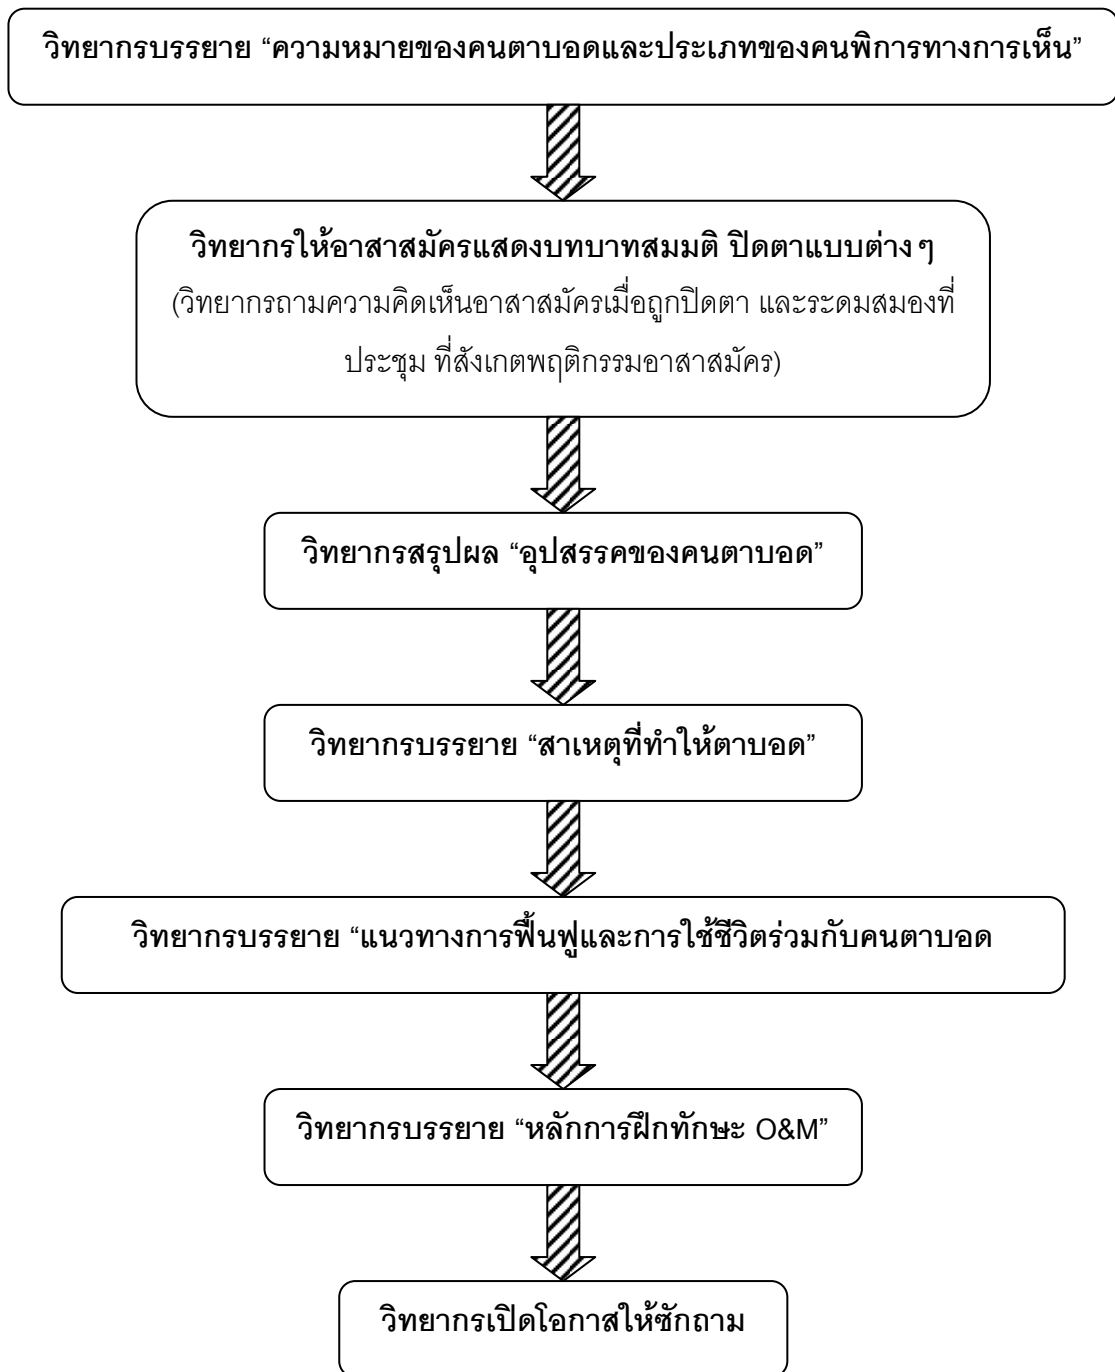 วิทยากรบรรยาย “ความหมายของคนตาบอดและประเภทของคนพิการทางการเห็น”
วิทยากรให้อาสาสมัครแสดงบทบาทสมมติ ปิดตาแบบต่างๆ
(วิทยากรถามความคิดเห็นอาสาสมัครเมื่อถูกปิดตา และระดมสมองที่
ประชุม ที่สังเกตพฤติกรรมอาสาสมัคร)
วิทยากรสรุปผล “อุปสรรคของคนตาบอด”
วิทยากรบรรยาย “สาเหตุที่ทำให้ตาบอด”
วิทยากรบรรยาย “แนวทางการฟื้นฟูและการใช้ชีวิตร่วมกับคนตาบอด
วิทยากรบรรยาย “หลักการฝึกทักษะ O&M”
วิทยากรเปิดโอกาสให้ซักถาม